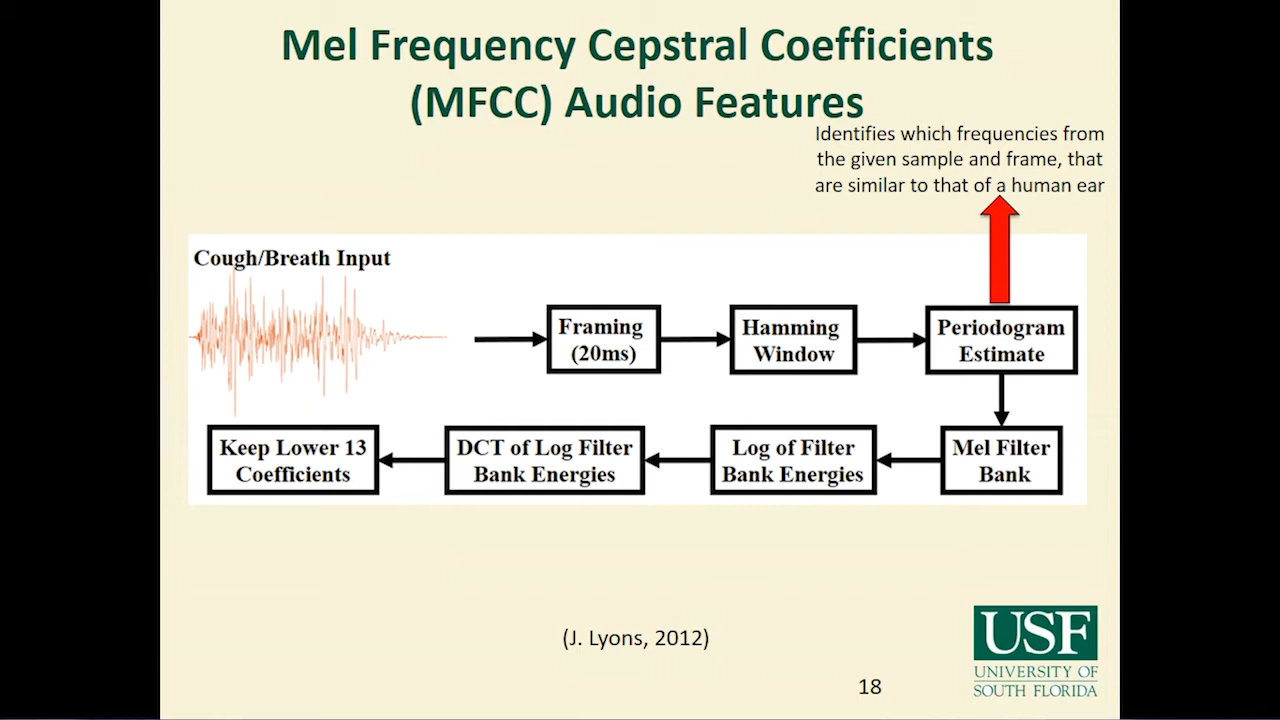 Mel Frequency Cepstral Coefficients
(MFCC) Audio Features
Identifies which frequencies from
the given sample and frame, that
are similar to that of a human ear
Cough/Breath Input
Framing
(20ms)
Hamming
Window
Periodogram
Estimate
Mel Filter
Bank
Log of Filter
Bank Energies
DCT of Log Filter
Bank Energies
Keep Lower 13
Coefficients
(J. Lyons, 2012)
18
USF
UNIVERSITY OF
SOUTH FLORIDA